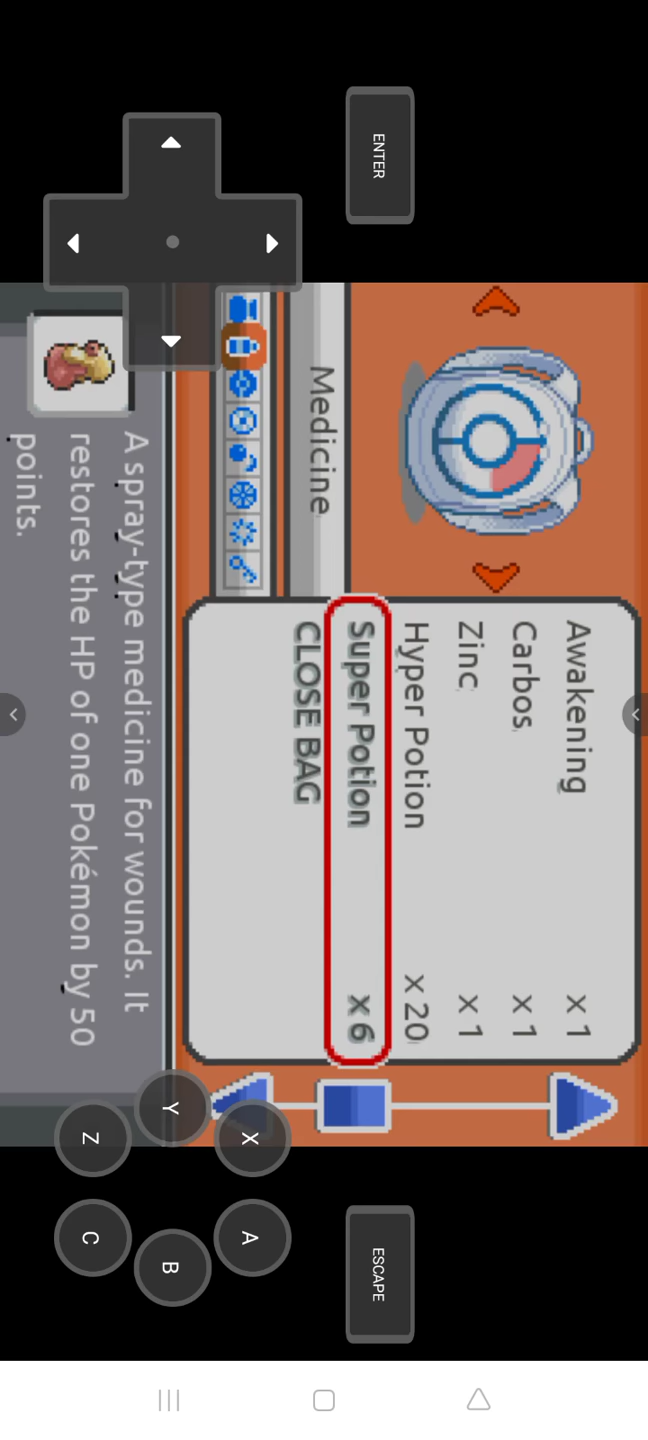 ENTER
Medicine
Awakening x 1
Carbos x 1
Zinc x 1
Hyper Potion x 20
Super Potion x 6
CLOSE BAG
A spray-type medicine for wounds. It
restores the HP of one Pokémon by 50
points.
X
Y
Z
A
B
C
ESCAPE